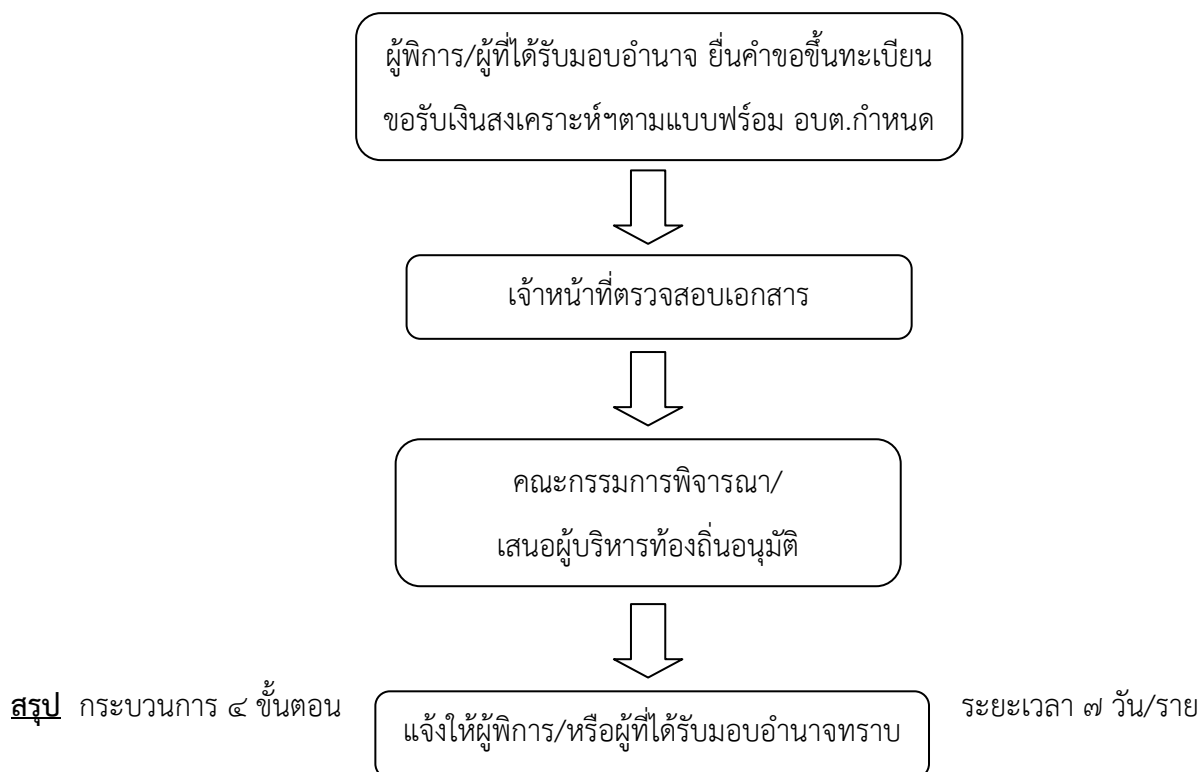 ผู้พิการ/ผู้ที่ได้รับมอบอำนาจ ยื่นคำขอขึ้นทะเบียน
ขอรับเงินสงเคราะห์ฯตามแบบฟร์อม อบต.กำหนด
เจ้าหน้าที่ตรวจสอบเอกสาร
คณะกรรมการพิจารณา/
เสนอผู้บริหารท้องถิ่นอนุมัติ
สรุป กระบวนการ ๔ ขั้นตอน
แจ้งให้ผู้พิการ/หรือผู้ที่ได้รับมอบอำนาจทราบ
ระยะเวลา ๗ วัน/ราย